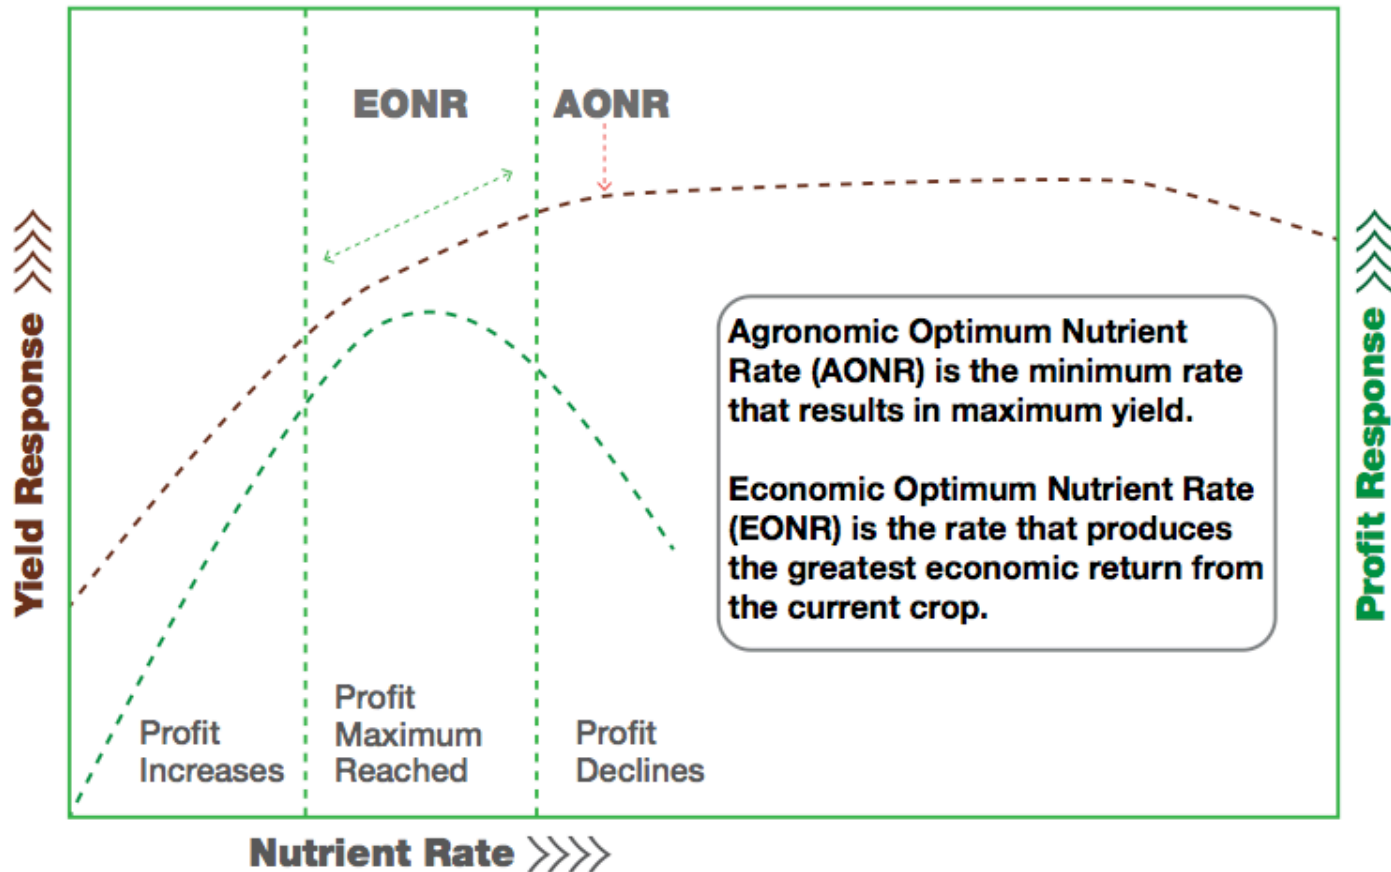 EONR
AONR
Yield Response
Profit Response
Agronomic Optimum Nutrient
Rate (AONR) is the minimum rate
that results in maximum yield.
Economic Optimum Nutrient Rate
(EONR) is the rate that produces
the greatest economic return from
the current crop.
Profit
Increases
Profit
Maximum
Reached
Profit
Declines
Nutrient Rate